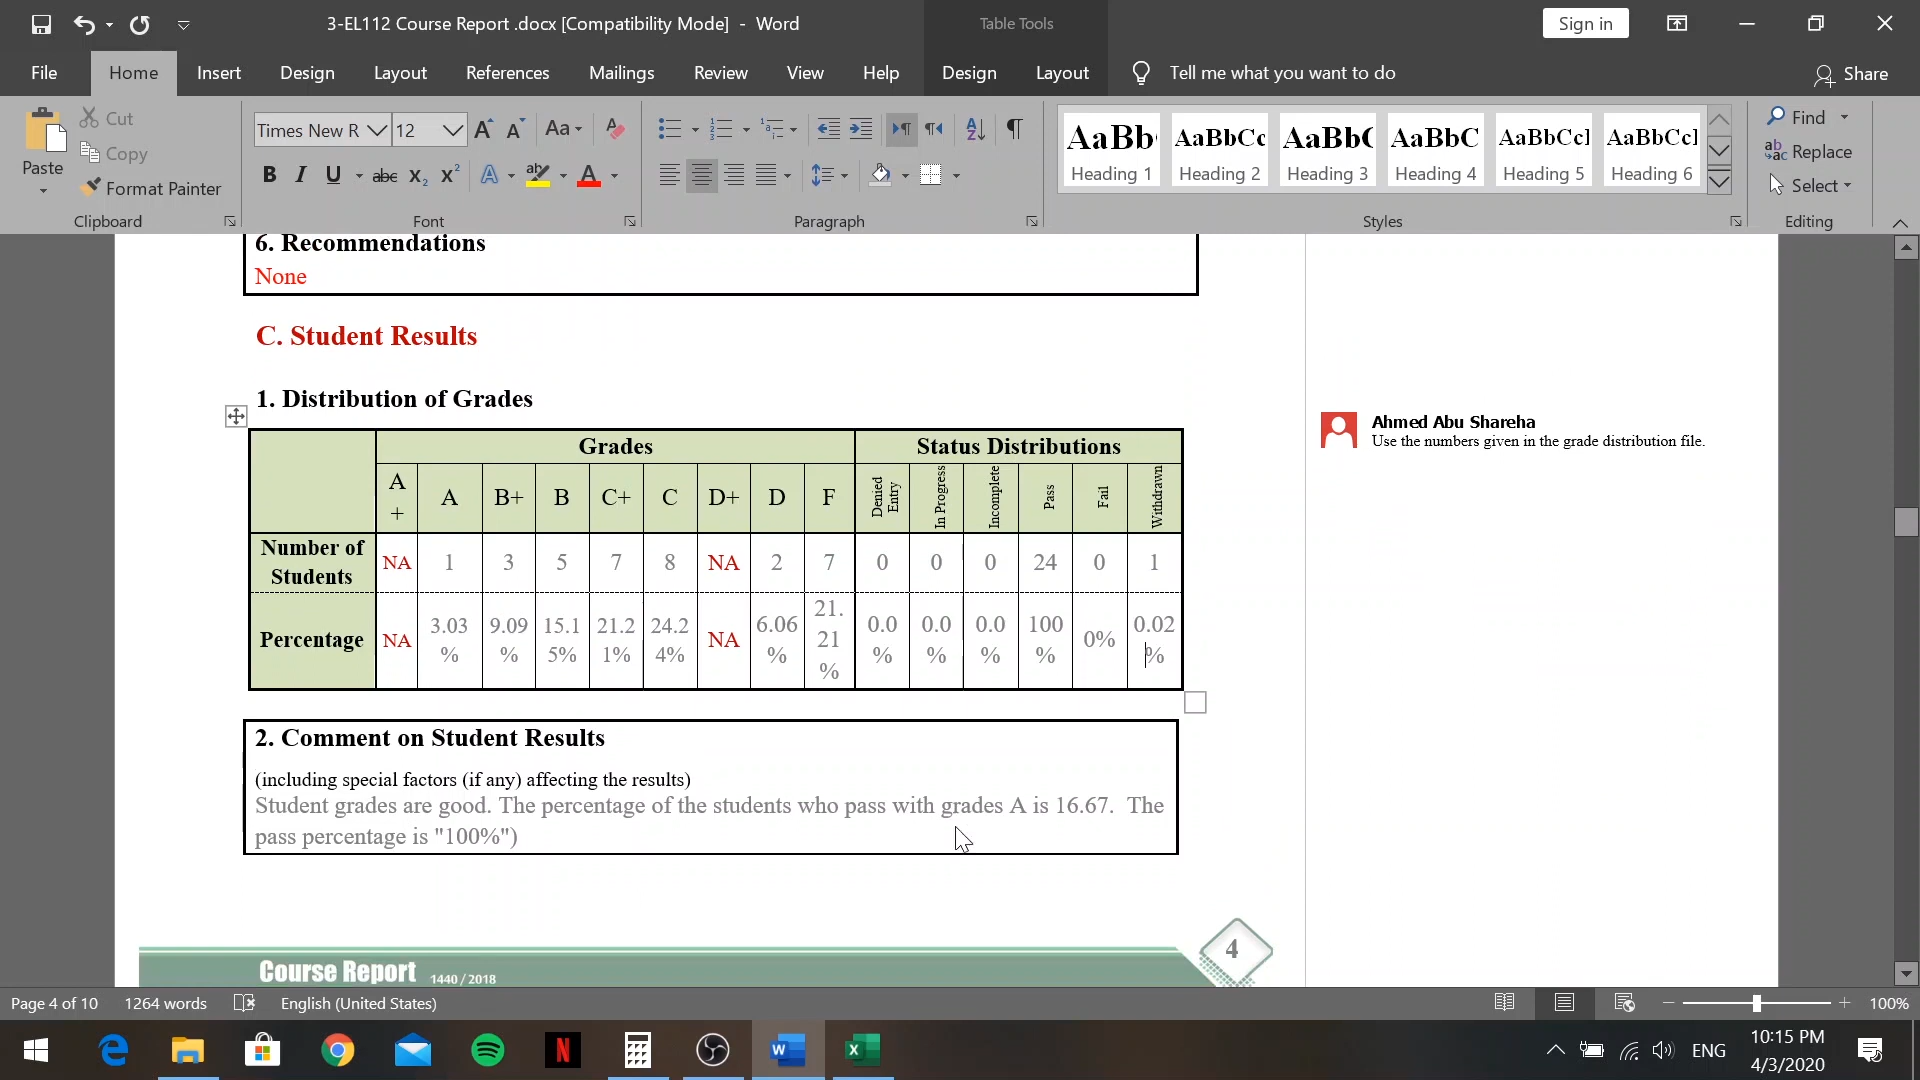 3-EL112 Course Report .docx [Compatibility Mode]  -  Word
Table Tools
Sign in
File Home Insert Design Layout References Mailings Review View Help Design Layout Tell me what you want to do Share
Paste
Cut
Copy
Format Painter
Clipboard
Times New R 12
Aa
B I U abc X₂ X² A ab A
Font
Paragraph
AaBb AaBbCc AaBbC AaBbC AaBbCcI AaBbCcI
Heading 1 Heading 2 Heading 3 Heading 4 Heading 5 Heading 6
Styles
Find
Replace
Select
Editing
6. Recommendations
None
C. Student Results
1. Distribution of Grades
Ahmed Abu Shareha
Use the numbers given in the grade distribution file.
Grades Status Distributions
A+ A B+ B C+ C D+ D F Denied Entry In Progress Incomplete Pass Fail Withdrawn
Number of Students NA 1 3 5 7 8 NA 2 7 0 0 0 24 0 1
Percentage NA 3.03% 9.09% 15.15% 21.21% 24.24% NA 6.06% 21.21% 0.0% 0.0% 0.0% 100% 0% 0.02%
2. Comment on Student Results
(including special factors (if any) affecting the results)
Student grades are good. The percentage of the students who pass with grades A is 16.67.  The
pass percentage is "100%")
4
Course Report 1440 / 2018
Page 4 of 10 1264 words English (United States) 100%
ENG
10:15 PM
4/3/2020